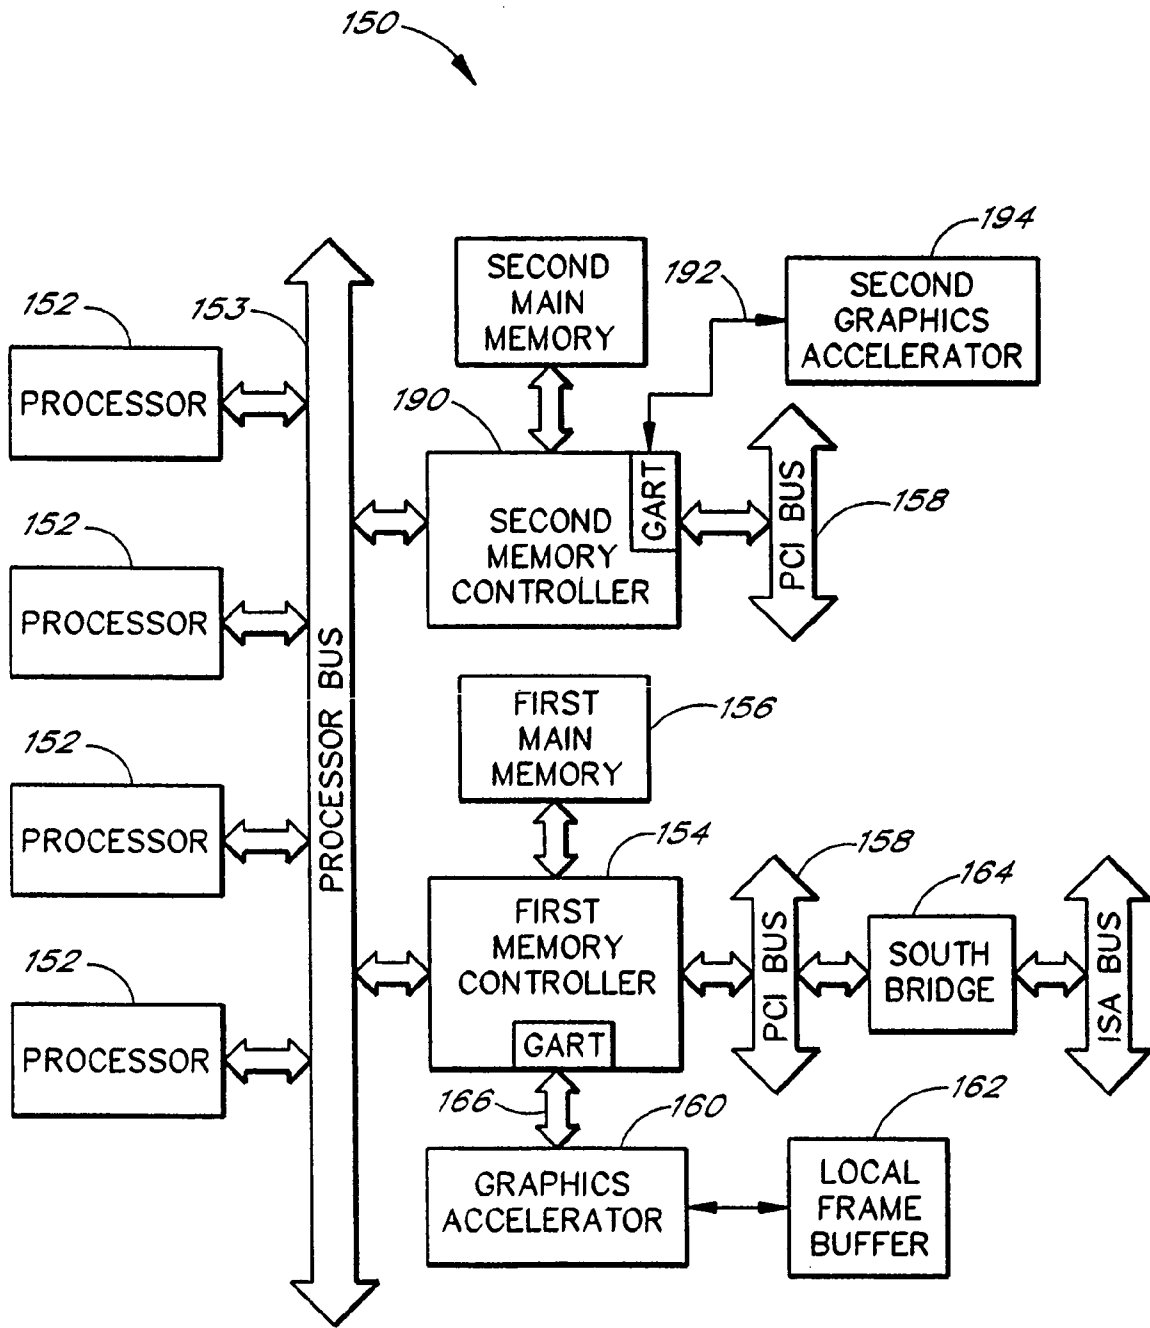 150
SECOND
MAIN
MEMORY
192
194
SECOND
GRAPHICS
ACCELERATOR
152
153
PROCESSOR
190
GART
SECOND
MEMORY
CONTROLLER
PCI BUS
158
152
PROCESSOR
PROCESSOR BUS
FIRST
MAIN
MEMORY
156
152
PROCESSOR
154
FIRST
MEMORY
CONTROLLER
GART
158
PCI BUS
164
SOUTH
BRIDGE
ISA BUS
152
PROCESSOR
166
160
GRAPHICS
ACCELERATOR
162
LOCAL
FRAME
BUFFER